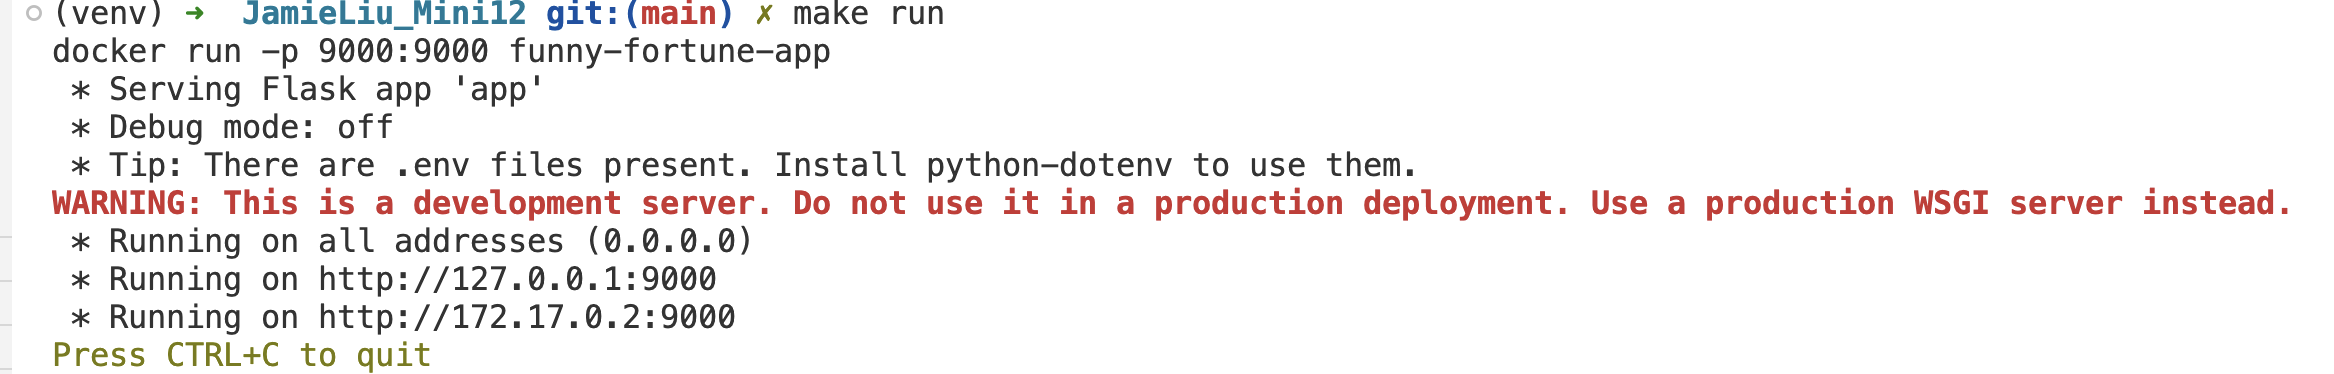 (venv) ➜  JamieLiu_Mini12 git:(main) ✗ make run
docker run -p 9000:9000 funny-fortune-app
 * Serving Flask app 'app'
 * Debug mode: off
 * Tip: There are .env files present. Install python-dotenv to use them.
WARNING: This is a development server. Do not use it in a production deployment. Use a production WSGI server instead.
 * Running on all addresses (0.0.0.0)
 * Running on http://127.0.0.1:9000
 * Running on http://172.17.0.2:9000
Press CTRL+C to quit